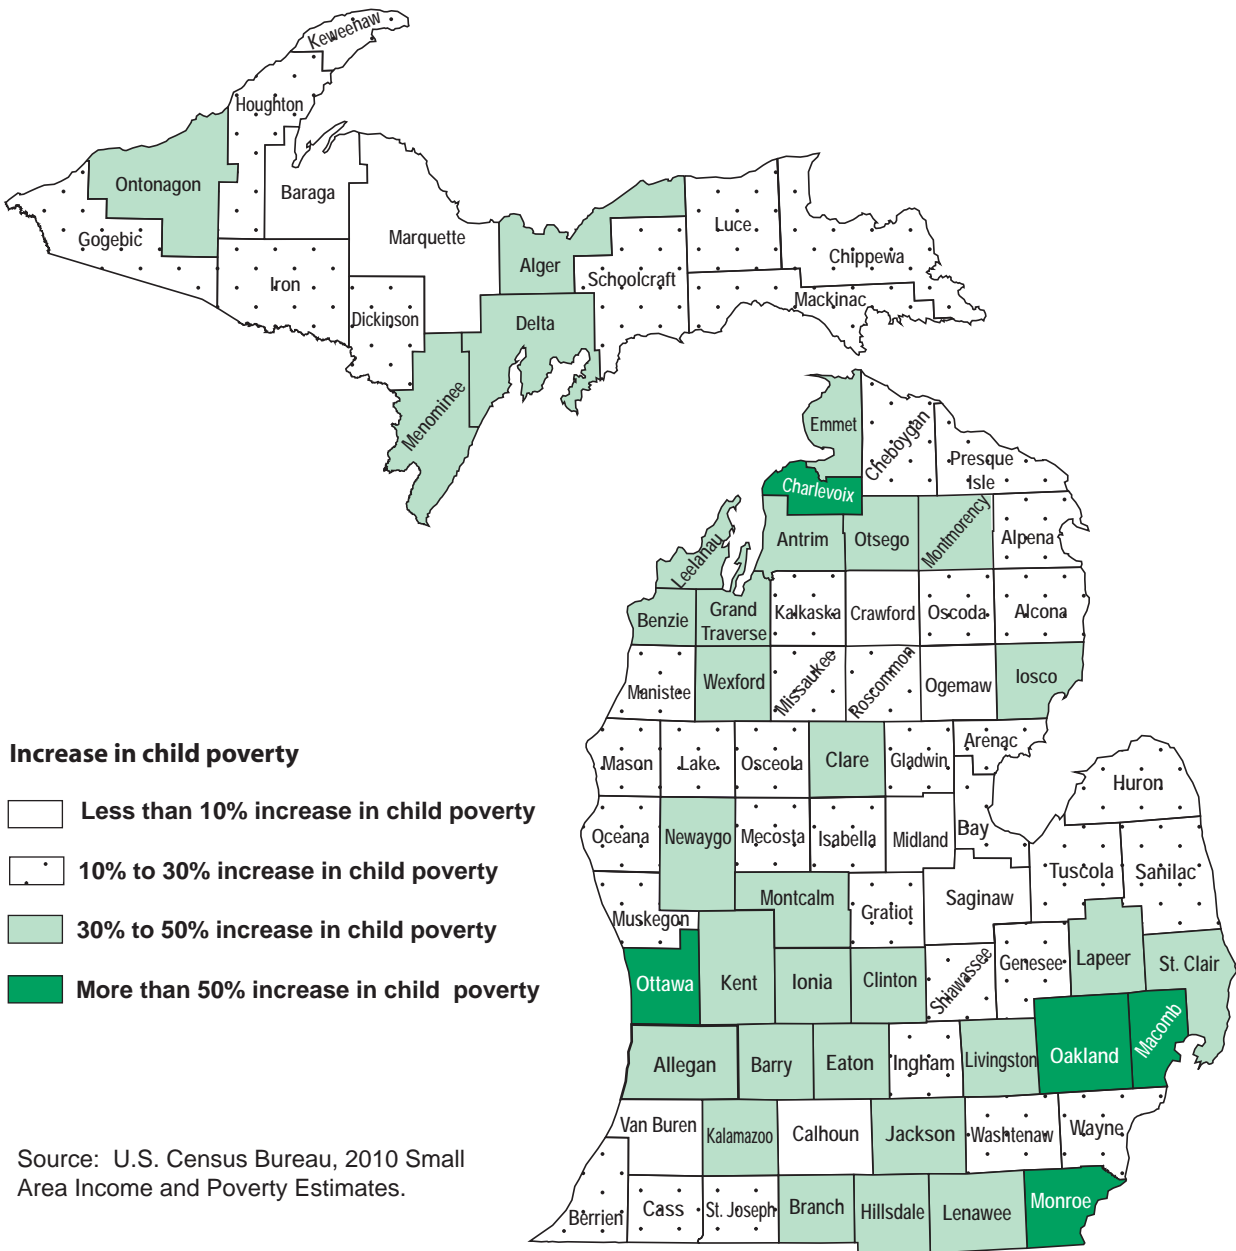 Keweenaw
Houghton
Ontonagon
Baraga
Gogebic
Marquette
Luce
Chippewa
Alger
Schoolcraft
Iron
Mackinac
Dickinson
Delta
Menominee
Emmet
Cheboygan
Presque
Isle
Charlevoix
Antrim
Otsego
Montmorency
Alpena
Leelanau
Benzie
Grand
Traverse
Kalkaska
Crawford
Oscoda
Alcona
Manistee
Wexford
Missaukee
Roscommon
Ogemaw
Iosco
Mason
Lake
Osceola
Clare
Gladwin
Arenac
Huron
Oceana
Newaygo
Mecosta
Isabella
Midland
Bay
Tuscola
Sanilac
Muskegon
Montcalm
Gratiot
Saginaw
Ottawa
Kent
Ionia
Clinton
Shiawassee
Genesee
Lapeer
St. Clair
Allegan
Barry
Eaton
Ingham
Livingston
Oakland
Macomb
Van Buren
Kalamazoo
Calhoun
Jackson
Washtenaw
Wayne
Berrien
Cass
St. Joseph
Branch
Hillsdale
Lenawee
Monroe
Increase in child poverty
Less than 10% increase in child poverty
10% to 30% increase in child poverty
30% to 50% increase in child poverty
More than 50% increase in child poverty
Source: U.S. Census Bureau, 2010 Small
Area Income and Poverty Estimates.